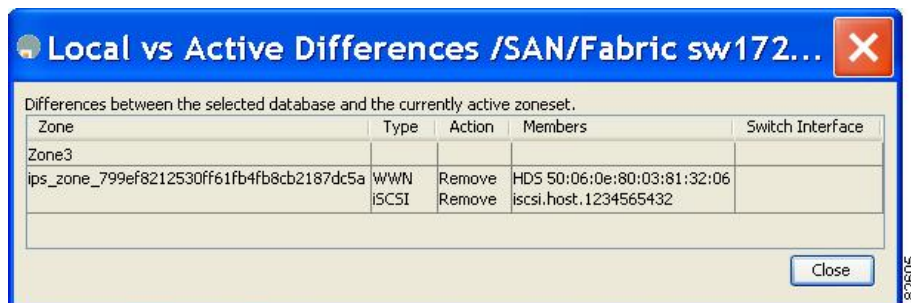 Local vs Active Differences /SAN/Fabric sw172...
Differences between the selected database and the currently active zoneset.
Zone Type Action Members Switch Interface
Zone3
ips_zone_799ef8212530ff61fb4fb8cb2187dc5a WWN Remove HDS 50:06:0e:80:03:81:32:06
iSCSI Remove iscsi.host.1234565432
Close